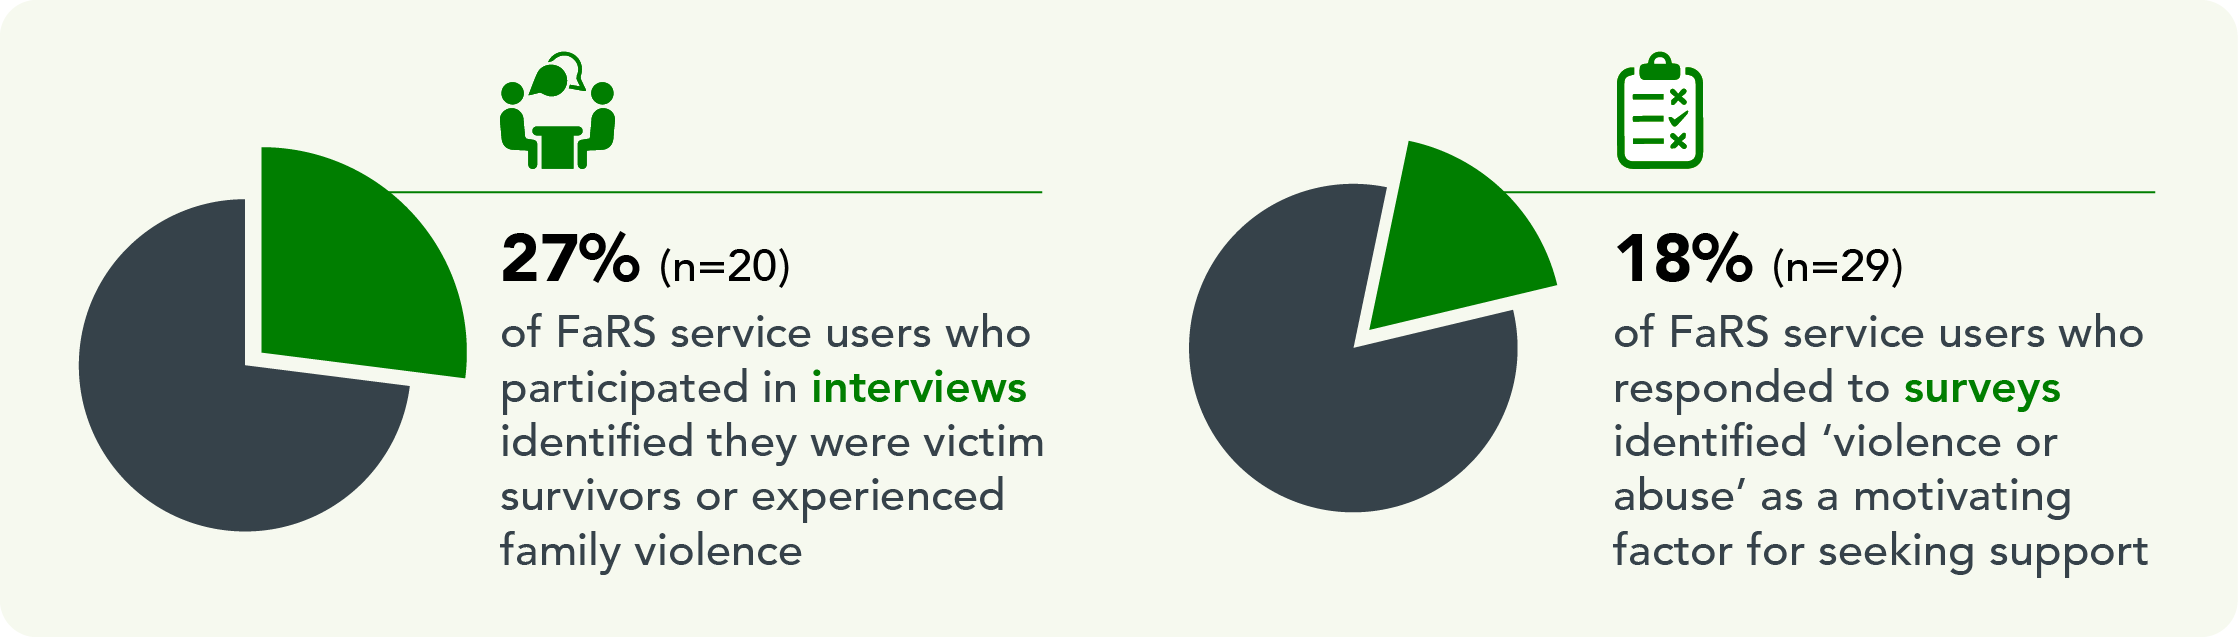 27% (n=20)
of FaRS service users who
participated in interviews
identified they were victim
survivors or experienced
family violence
18% (n=29)
of FaRS service users who
responded to surveys
identified ‘violence or
abuse’ as a motivating
factor for seeking support